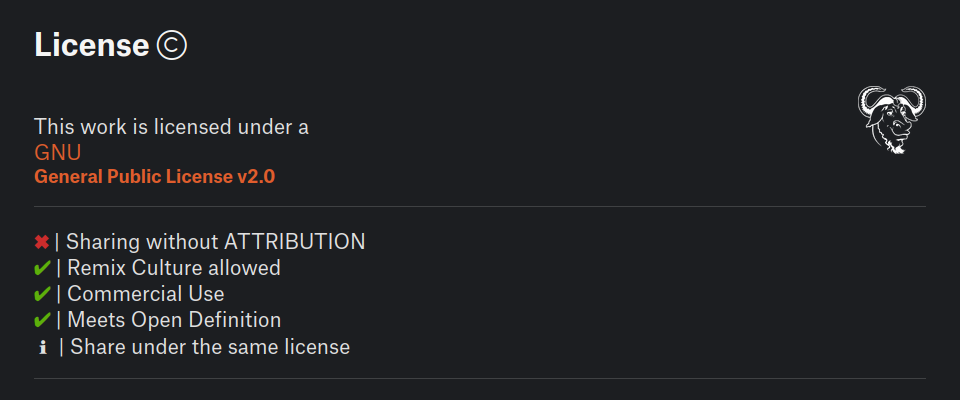 License ©
This work is licensed under a
GNU
General Public License v2.0
✖ | Sharing without ATTRIBUTION
✔ | Remix Culture allowed
✔ | Commercial Use
✔ | Meets Open Definition
ℹ | Share under the same license